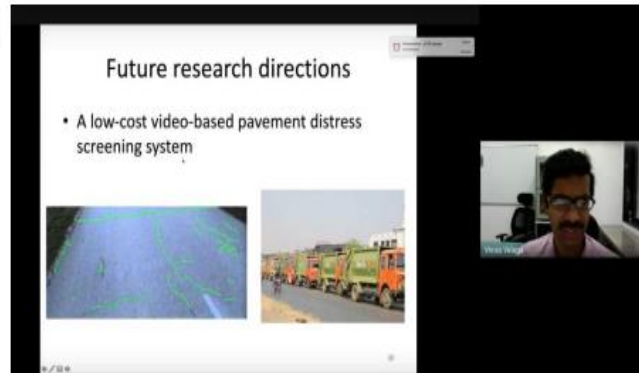 Future research directions
• A low-cost video-based pavement distress
screening system